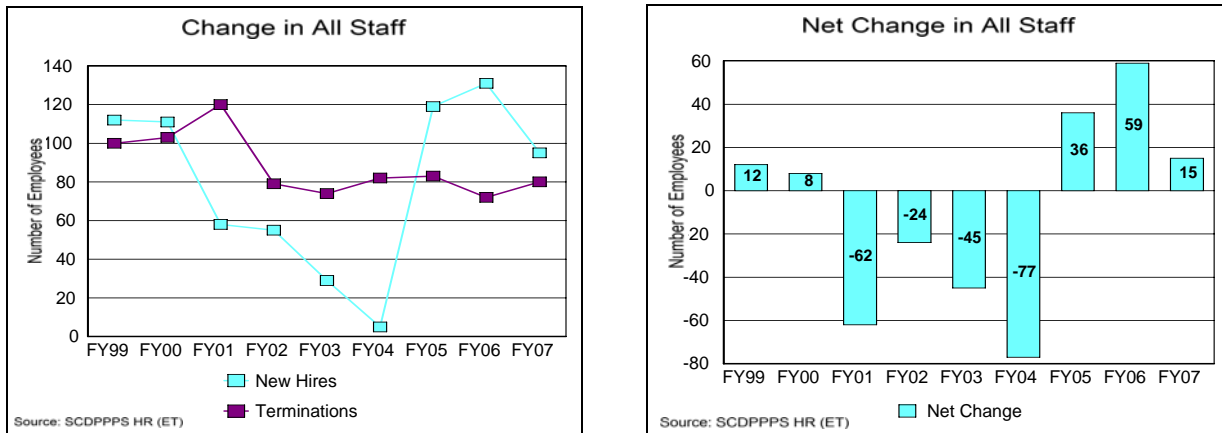 Change in All Staff
Number of Employees
140
120
100
80
60
40
20
0
FY99 FY00 FY01 FY02 FY03 FY04 FY05 FY06 FY07
New Hires
Terminations
Source: SCDPPPS HR (ET)
Net Change in All Staff
Number of Employees
60
40
20
0
-20
-40
-60
-80
12 8 -62 -24 -45 -77 36 59 15
FY99 FY00 FY01 FY02 FY03 FY04 FY05 FY06 FY07
Net Change
Source: SCDPPPS HR (ET)